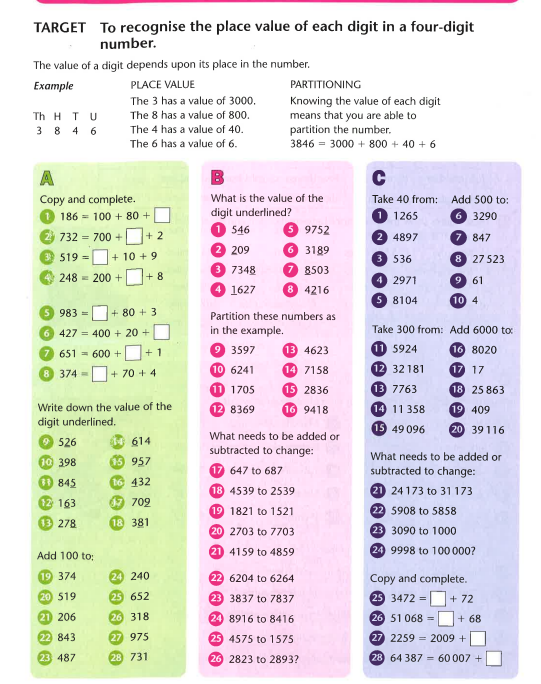 TARGET To recognise the place value of each digit in a four-digit
number.
The value of a digit depends upon its place in the number.
Example
Th H T U
3 8 4 6
PLACE VALUE
The 3 has a value of 3000.
The 8 has a value of 800.
The 4 has a value of 40.
The 6 has a value of 6.
PARTITIONING
Knowing the value of each digit
means that you are able to
partition the number.
3846 = 3000 + 800 + 40 + 6
A
Copy and complete.
1 186 = 100 + 80 + □
2 732 = 700 + □ + 2
3 519 = □ + 10 + 9
4 248 = 200 + □ + 8
5 983 = □ + 80 + 3
6 427 = 400 + 20 + □
7 651 = 600 + □ + 1
8 374 = □ + 70 + 4
Write down the value of the
digit underlined.
9 526 14 614
10 398 15 957
11 845 16 432
12 163 17 709
13 278 18 381
Add 100 to:
19 374 24 240
20 519 25 652
21 206 26 318
22 843 27 975
23 487 28 731
B
What is the value of the
digit underlined?
1 546 5 9752
2 209 6 3189
3 7348 7 8503
4 1627 8 4216
Partition these numbers as
in the example.
9 3597 13 4623
10 6241 14 7158
11 1705 15 2836
12 8369 16 9418
What needs to be added or
subtracted to change:
17 647 to 687
18 4539 to 2539
19 1821 to 1521
20 2703 to 7703
21 4159 to 4859
22 6204 to 6264
23 3837 to 7837
24 8916 to 8416
25 4575 to 1575
26 2823 to 2893?
C
Take 40 from: Add 500 to:
1 1265 6 3290
2 4897 7 847
3 536 8 27 523
4 2971 9 61
5 8104 10 4
Take 300 from: Add 6000 to:
11 5924 16 8020
12 32 181 17 17
13 7763 18 25 863
14 11 358 19 409
15 49 096 20 39 116
What needs to be added or
subtracted to change:
21 24 173 to 31 173
22 5908 to 5858
23 3090 to 1000
24 9998 to 100 000?
Copy and complete.
25 3472 = □ + 72
26 51 068 = □ + 68
27 2259 = 2009 + □
28 64 387 = 60 007 + □